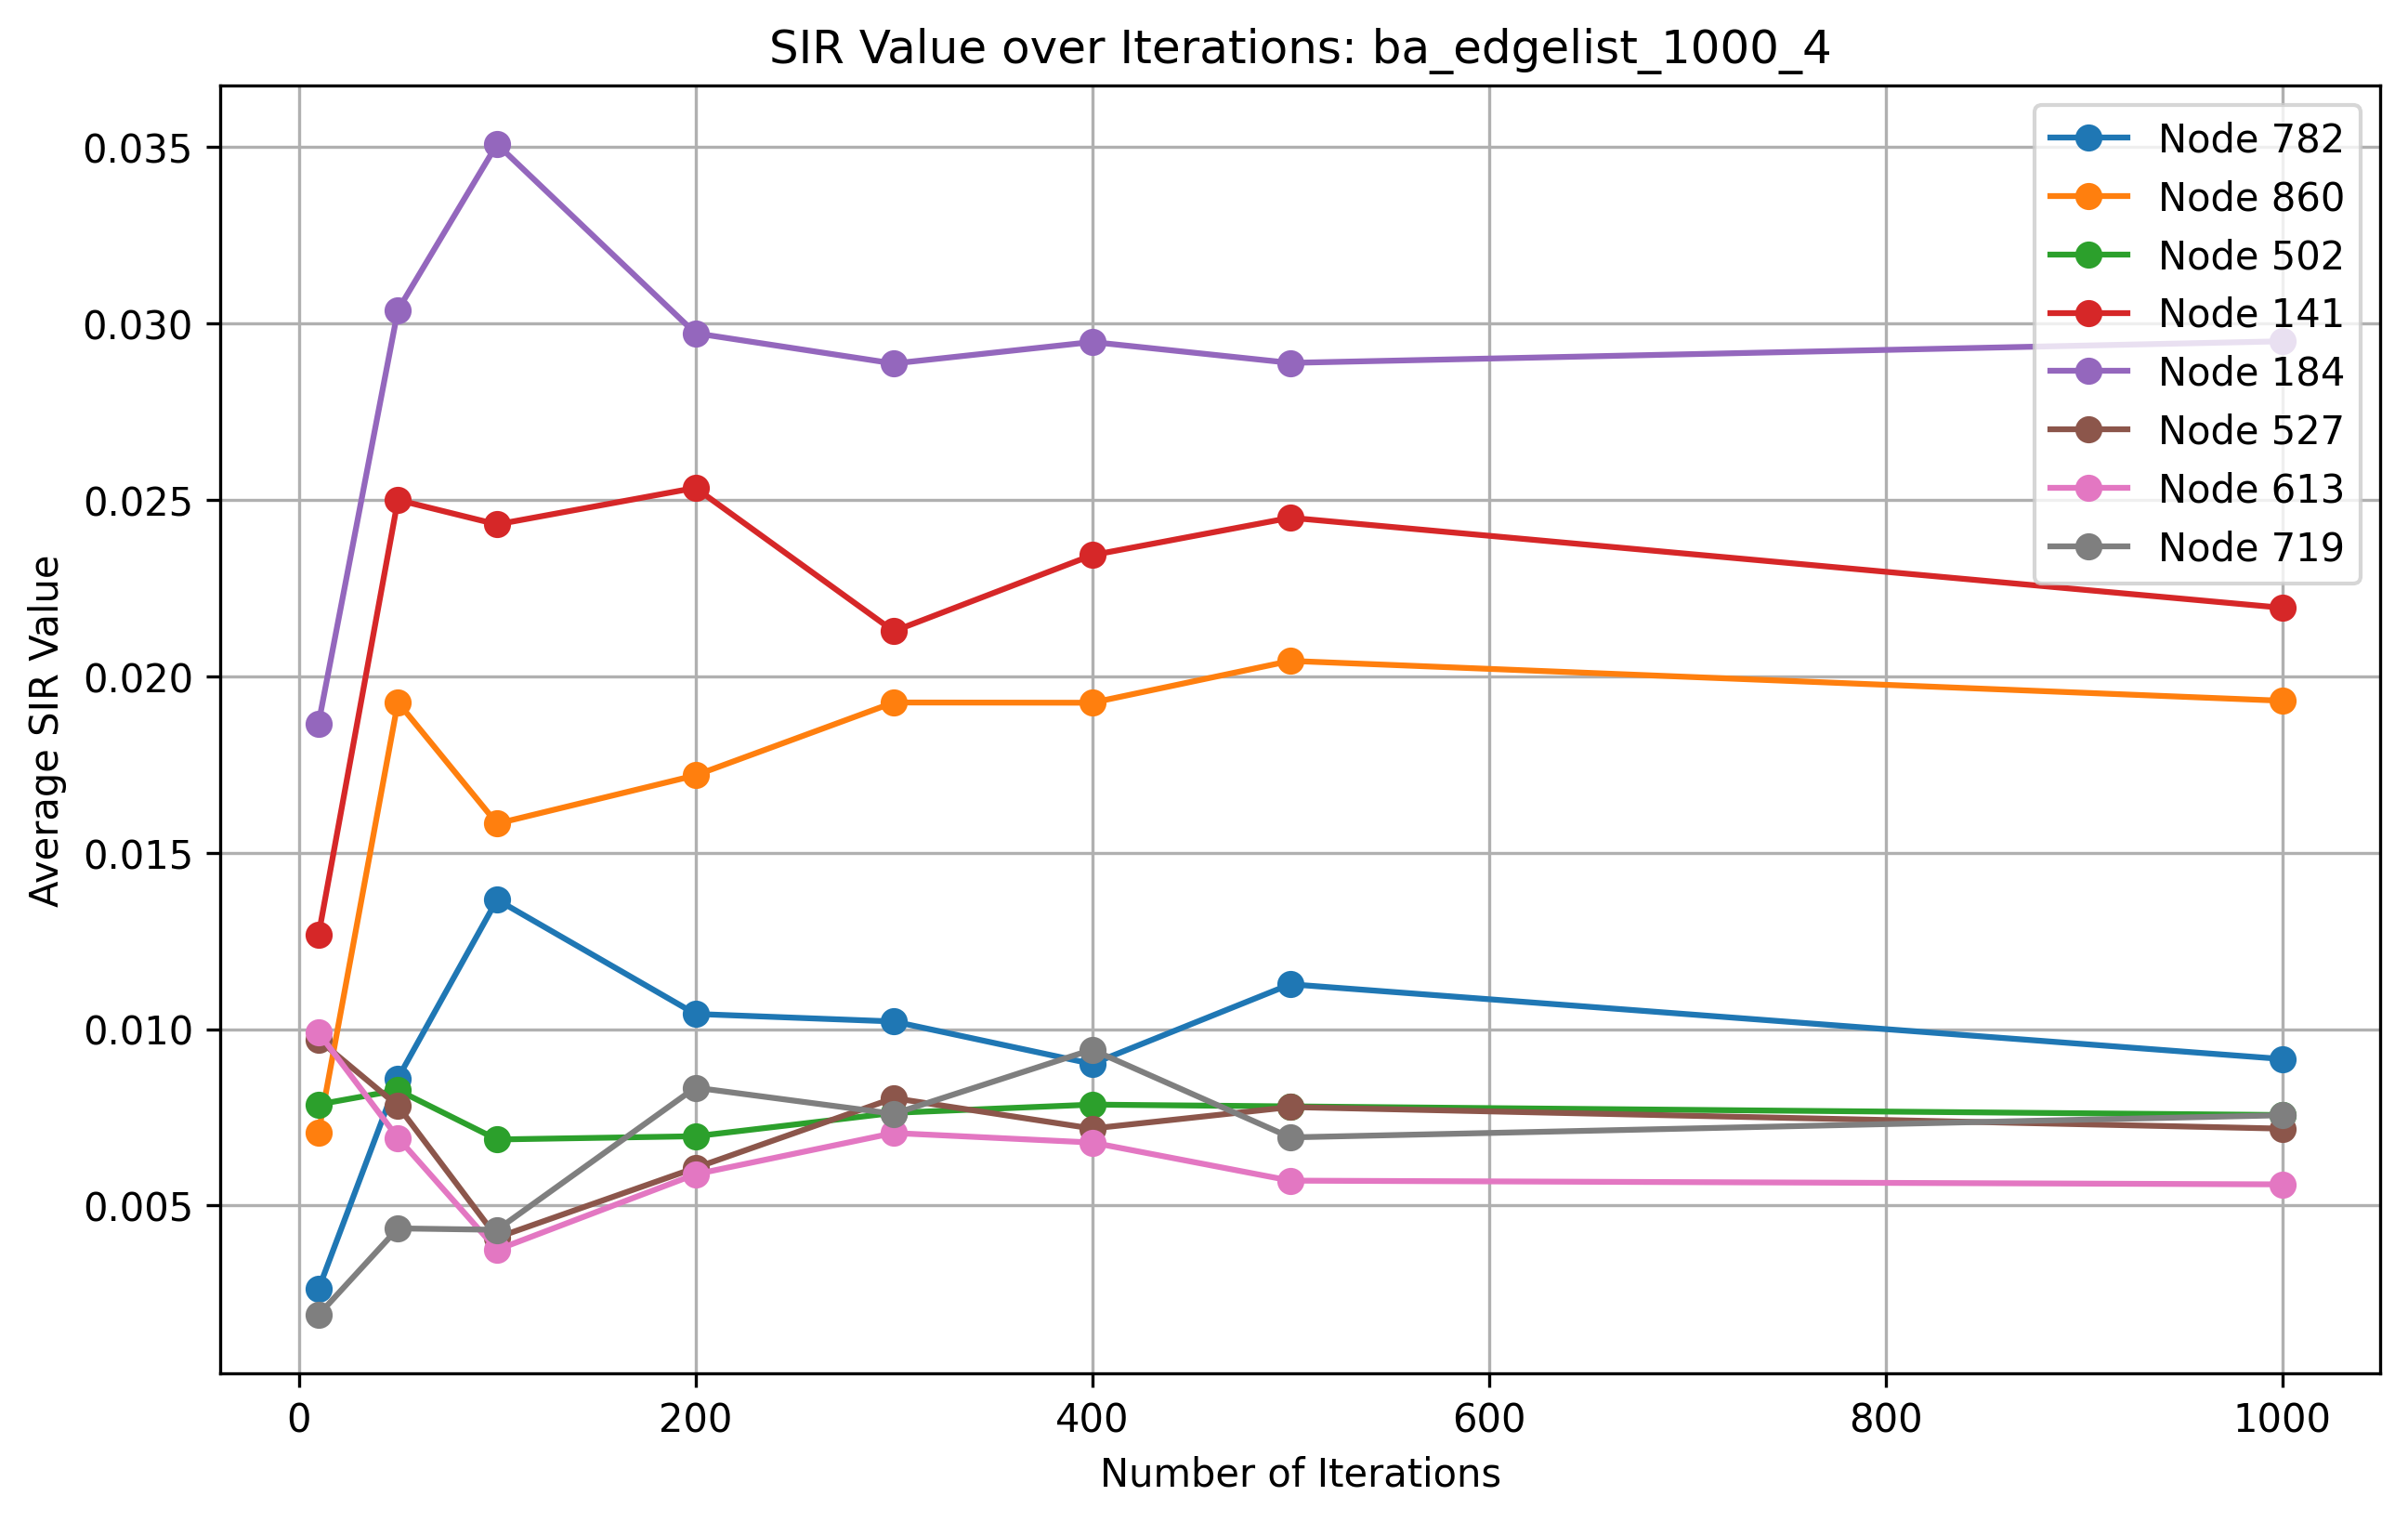 SIR Value over Iterations: ba_edgelist_1000_4
0.035
0.030
0.025
0.020
0.015
0.010
0.005
Average SIR Value
0 200 400 600 800 1000
Number of Iterations
Node 782
Node 860
Node 502
Node 141
Node 184
Node 527
Node 613
Node 719